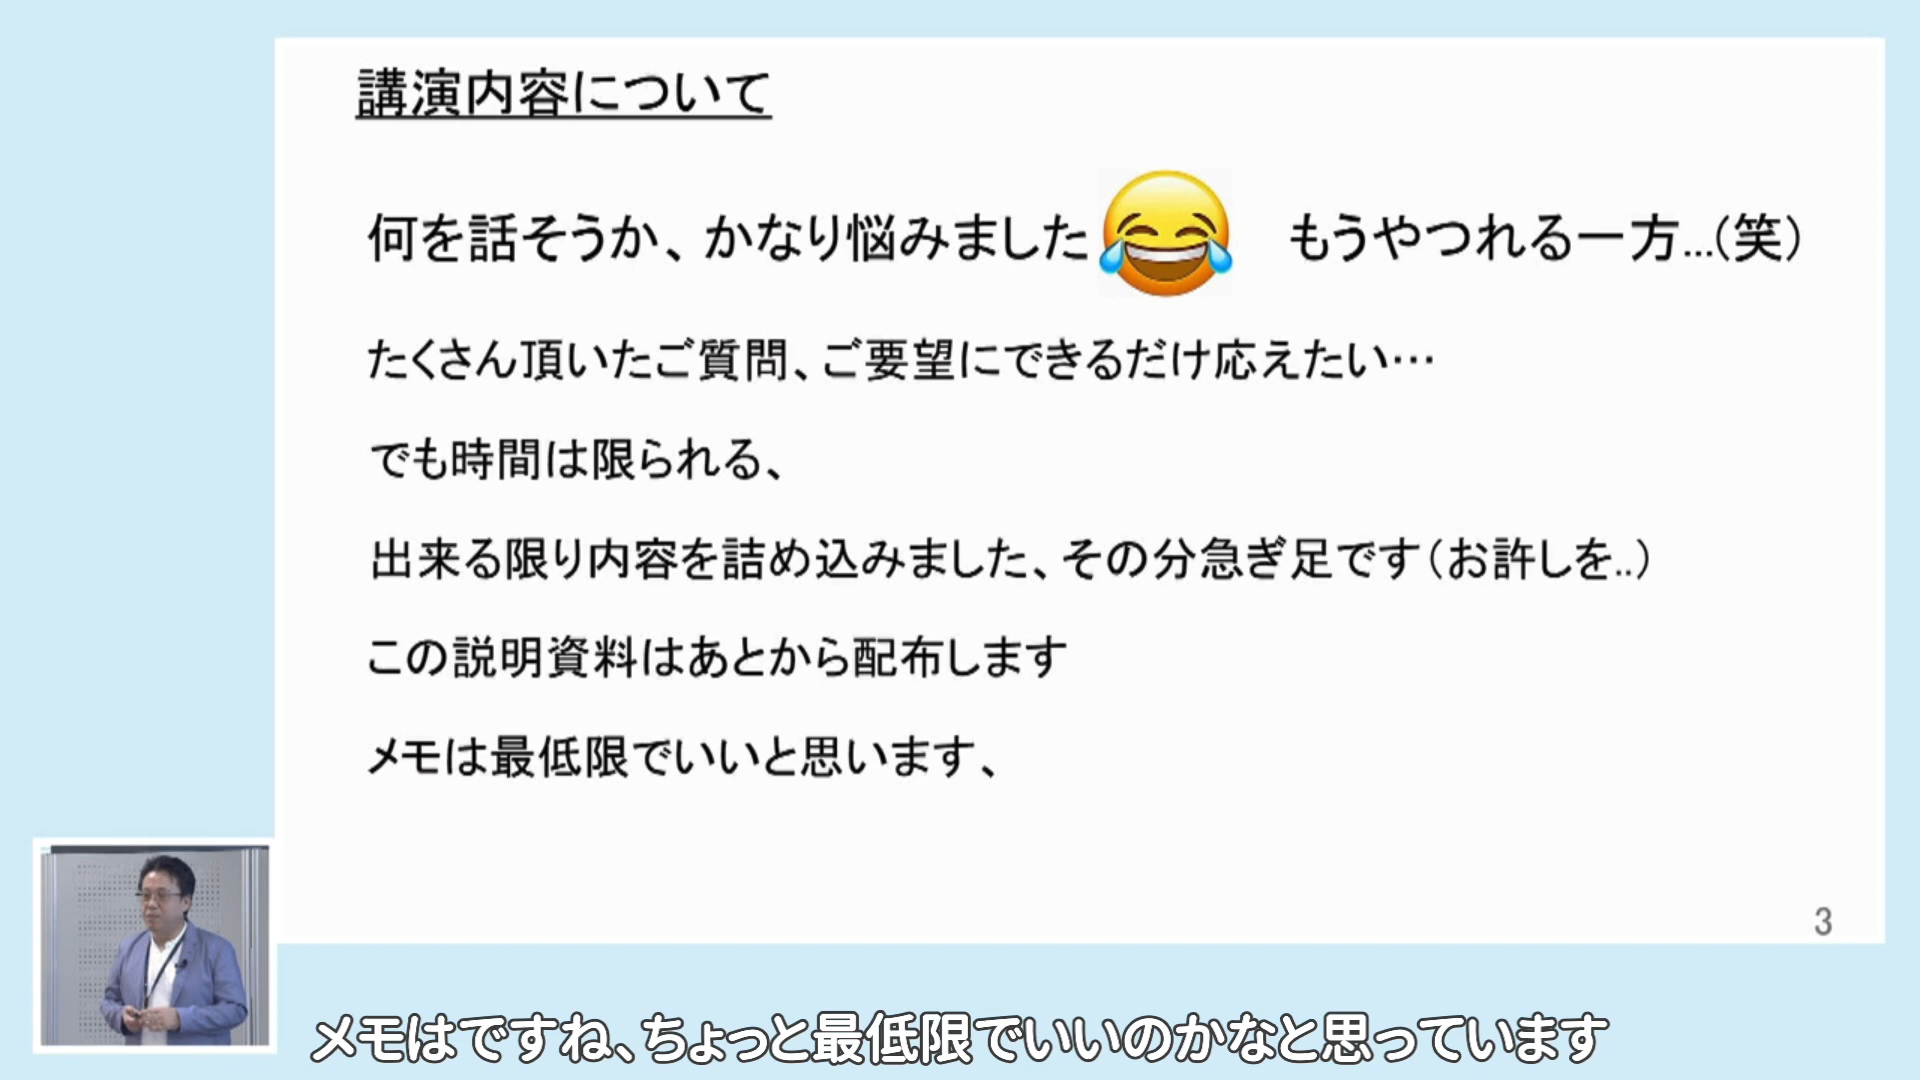 講演内容について
何を話そうか、かなり悩みました😂 もうやつれる一方...(笑)
たくさん頂いたご質問、ご要望にできるだけ応えたい…
でも時間は限られる、
出来る限り内容を詰め込みました、その分急ぎ足です(お許しを..)
この説明資料はあとから配布します
メモは最低限でいいと思います、
3
メモはですね、ちょっと最低限でいいのかなと思っています